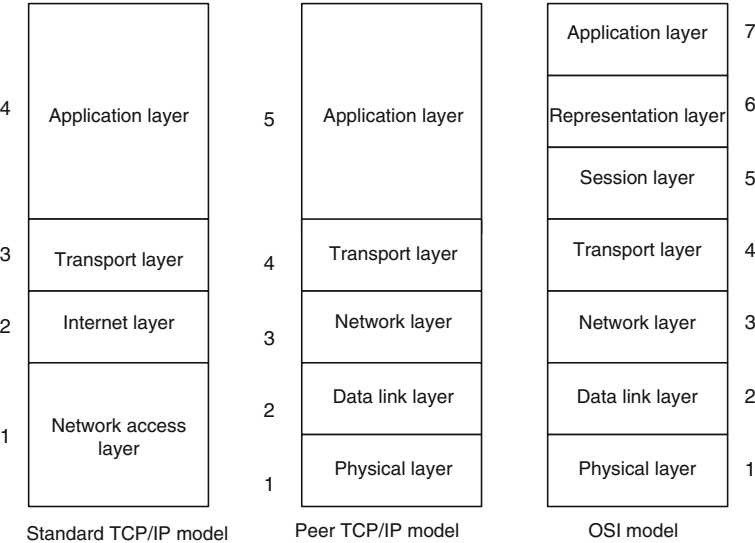 4
Application layer
3
Transport layer
2
Internet layer
1
Network access
layer
Standard TCP/IP model
5
Application layer
4
Transport layer
3
Network layer
2
Data link layer
1
Physical layer
Peer TCP/IP model
Application layer
7
Representation layer
6
Session layer
5
Transport layer
4
Network layer
3
Data link layer
2
Physical layer
1
OSI model